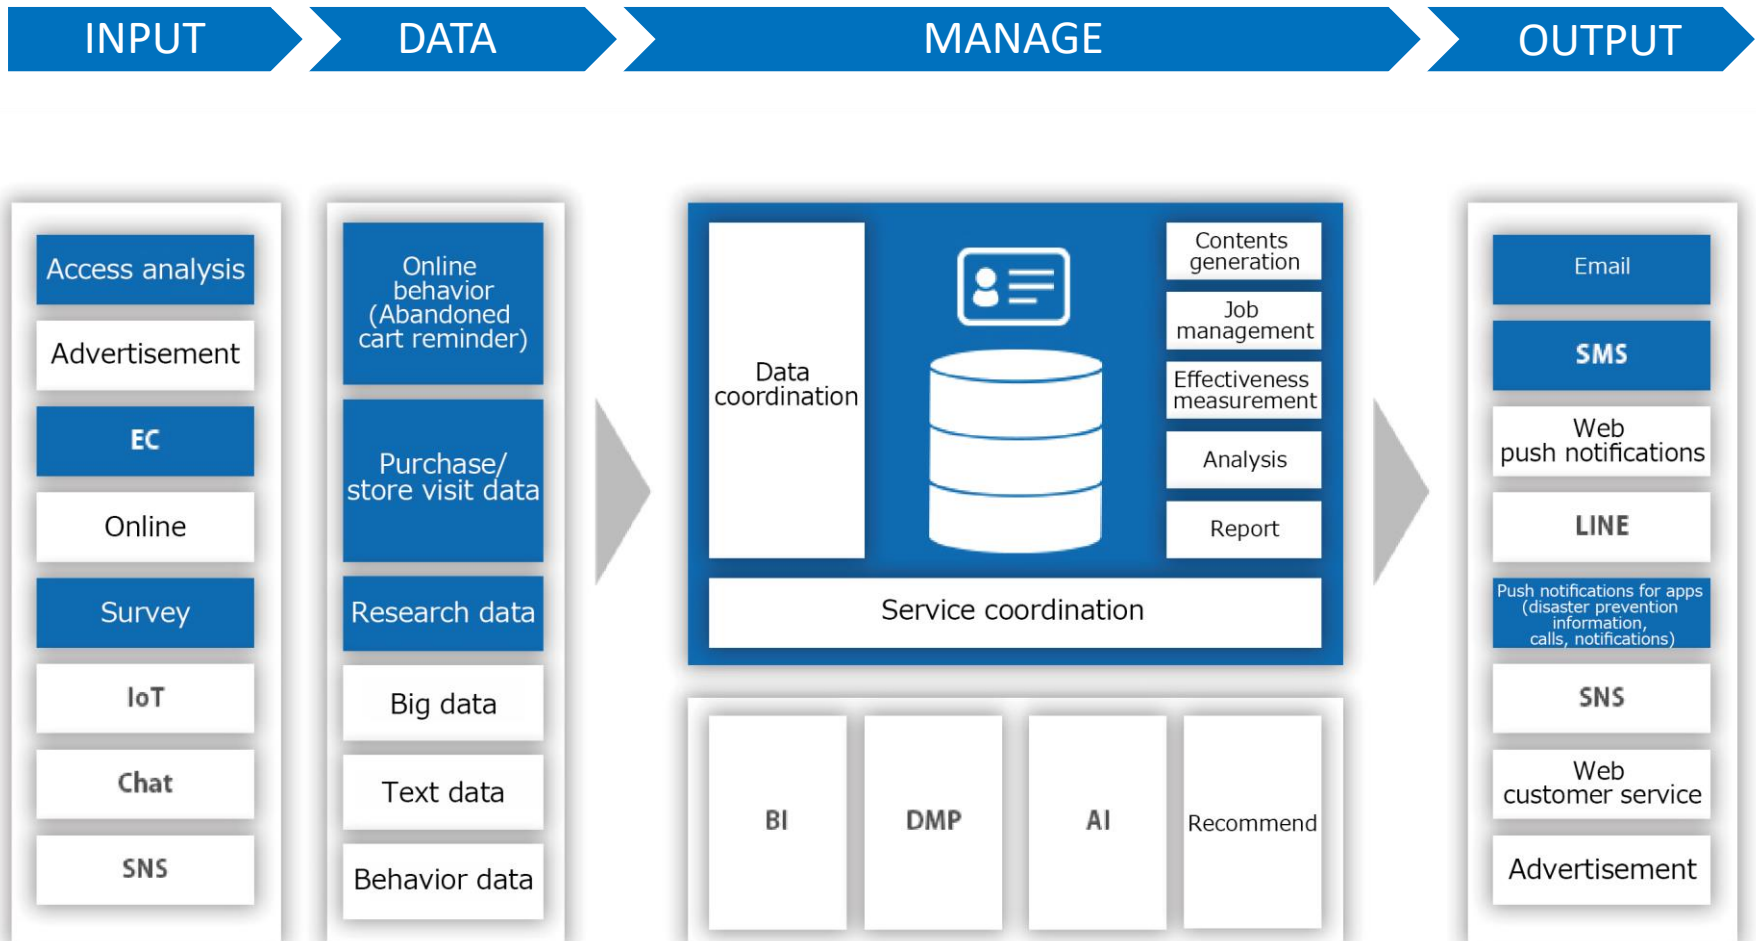 INPUT
DATA
MANAGE
OUTPUT
Access analysis
Advertisement
EC
Online
Survey
IoT
Chat
SNS
Online
behavior
(Abandoned
cart reminder)
Purchase/
store visit data
Research data
Big data
Text data
Behavior data
Data
coordination
Contents
generation
Job
management
Effectiveness
measurement
Analysis
Report
Service coordination
BI
DMP
AI
Recommend
Email
SMS
Web
push notifications
LINE
Push notifications for apps
(disaster prevention
information,
calls, notifications)
SNS
Web
customer service
Advertisement